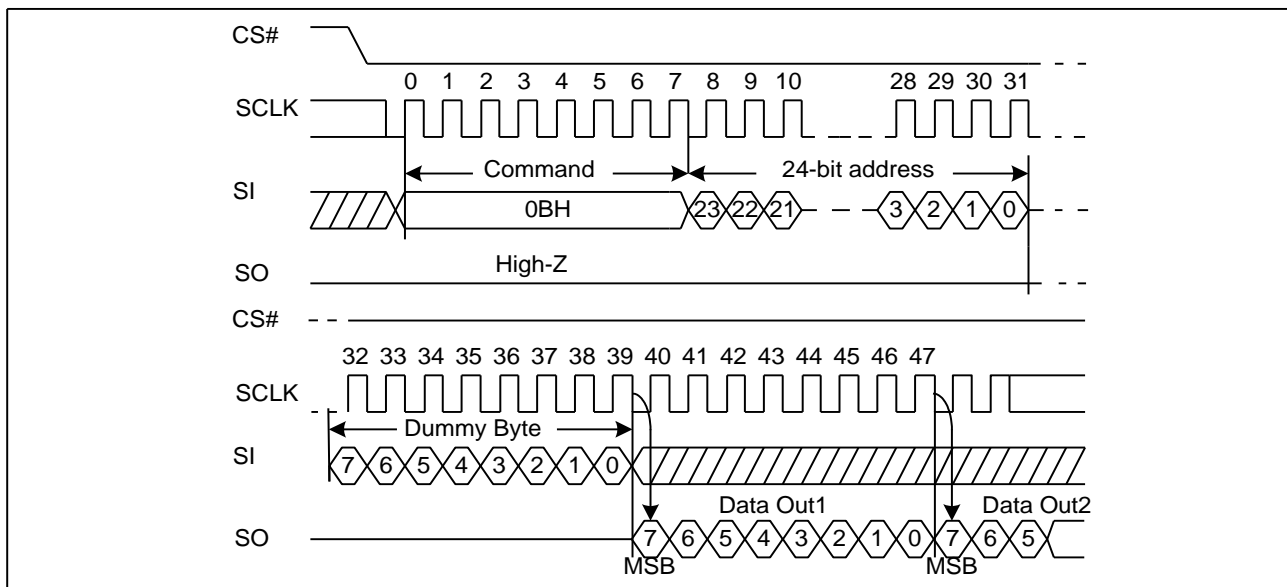 CS#
0 1 2 3 4 5 6 7 8 9 10 28 29 30 31
SCLK
Command 24-bit address
SI
0BH 23 22 21 3 2 1 0
High-Z
SO
CS#
32 33 34 35 36 37 38 39 40 41 42 43 44 45 46 47
SCLK
Dummy Byte
SI
7 6 5 4 3 2 1 0
Data Out1 Data Out2
SO
7 6 5 4 3 2 1 0 7 6 5
MSB MSB